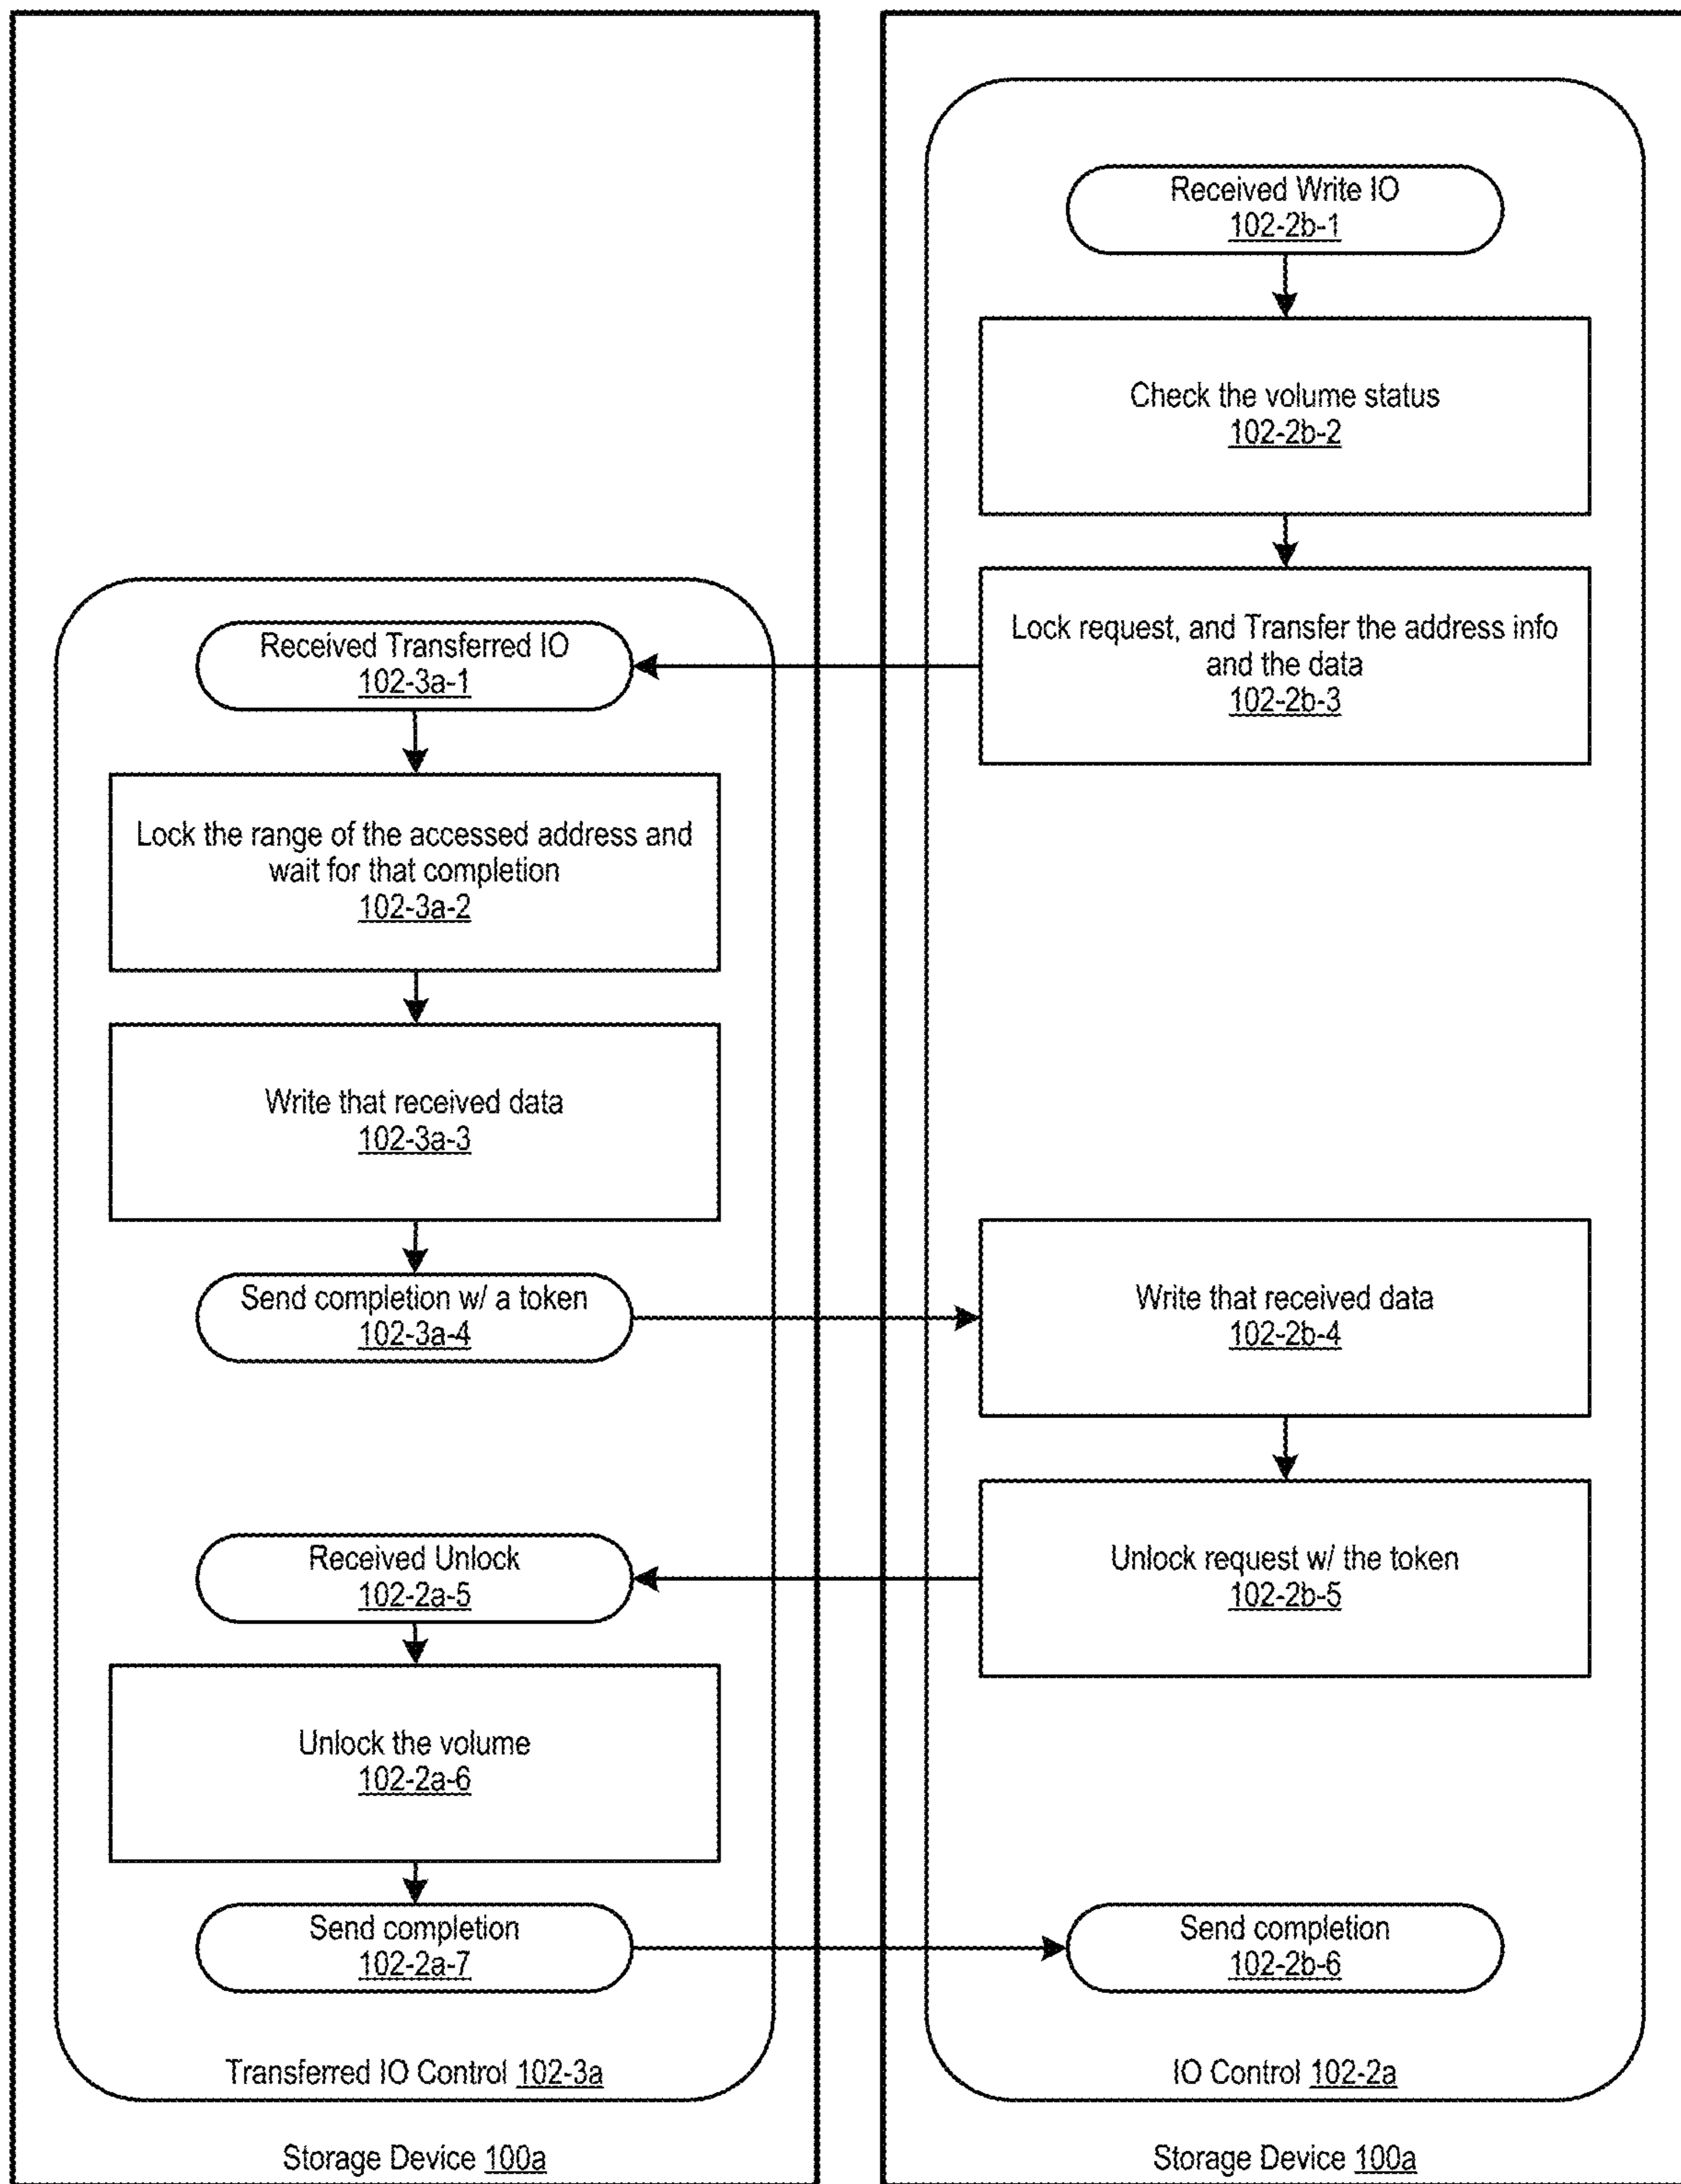 Received Write IO
102-2b-1
Check the volume status
102-2b-2
Lock request, and Transfer the address info
and the data
102-2b-3
Received Transferred IO
102-3a-1
Lock the range of the accessed address and
wait for that completion
102-3a-2
Write that received data
102-3a-3
Send completion w/ a token
102-3a-4
Write that received data
102-2b-4
Unlock request w/ the token
102-2b-5
Received Unlock
102-2a-5
Unlock the volume
102-2a-6
Send completion
102-2a-7
Send completion
102-2b-6
Transferred IO Control 102-3a
IO Control 102-2a
Storage Device 100a
Storage Device 100a